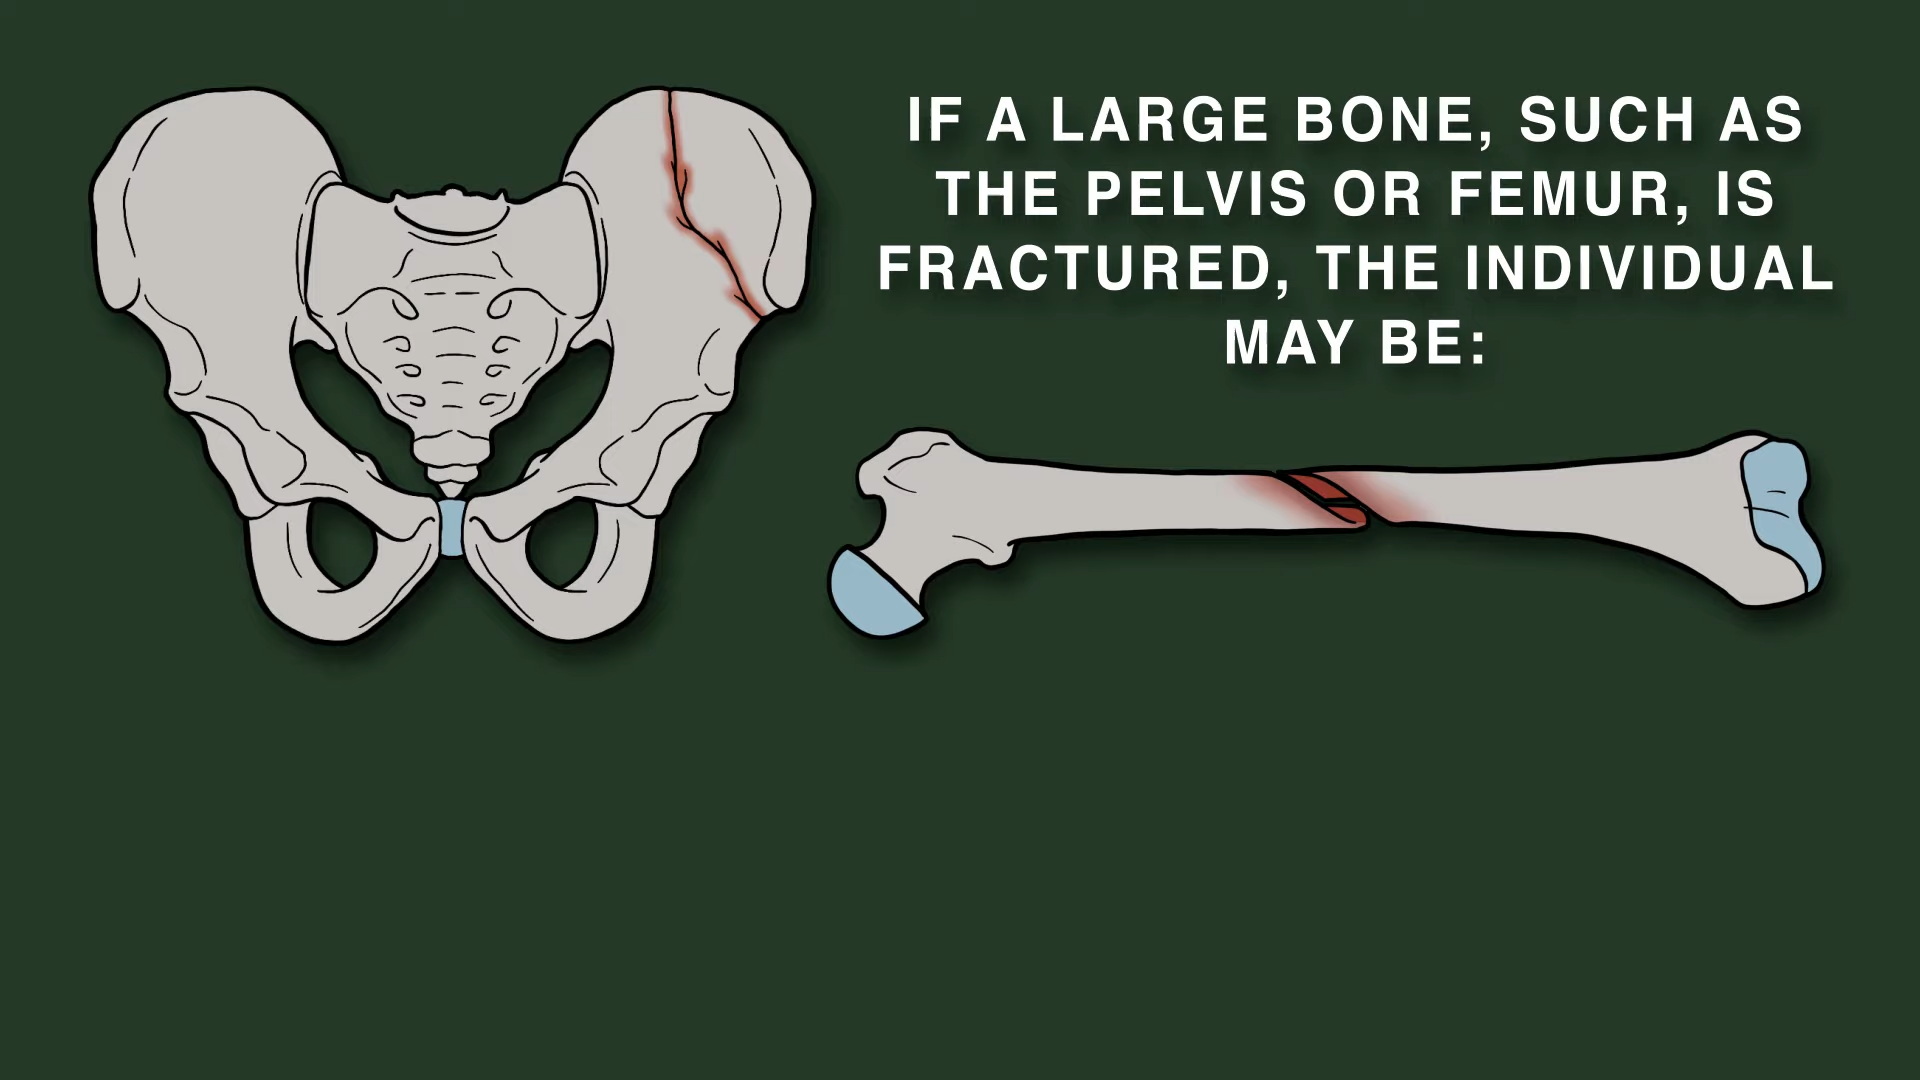 IF A LARGE BONE, SUCH AS
THE PELVIS OR FEMUR, IS
FRACTURED, THE INDIVIDUAL
MAY BE: